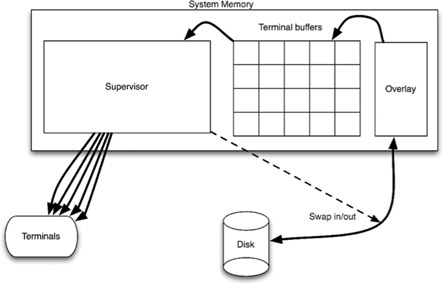 System Memory
Terminal buffers
Supervisor
Overlay
Swap in/out
Terminals
Disk